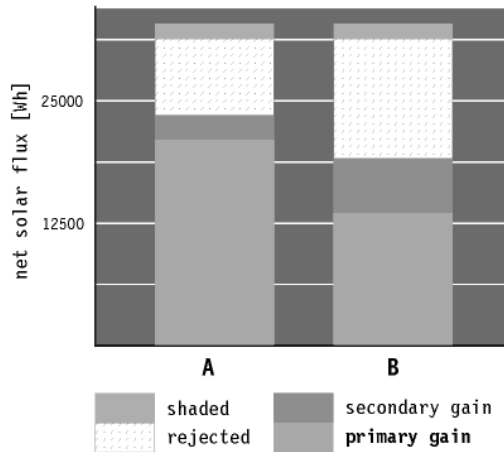 net solar flux [Wh]
25000
12500
A B
shaded secondary gain
rejected primary gain